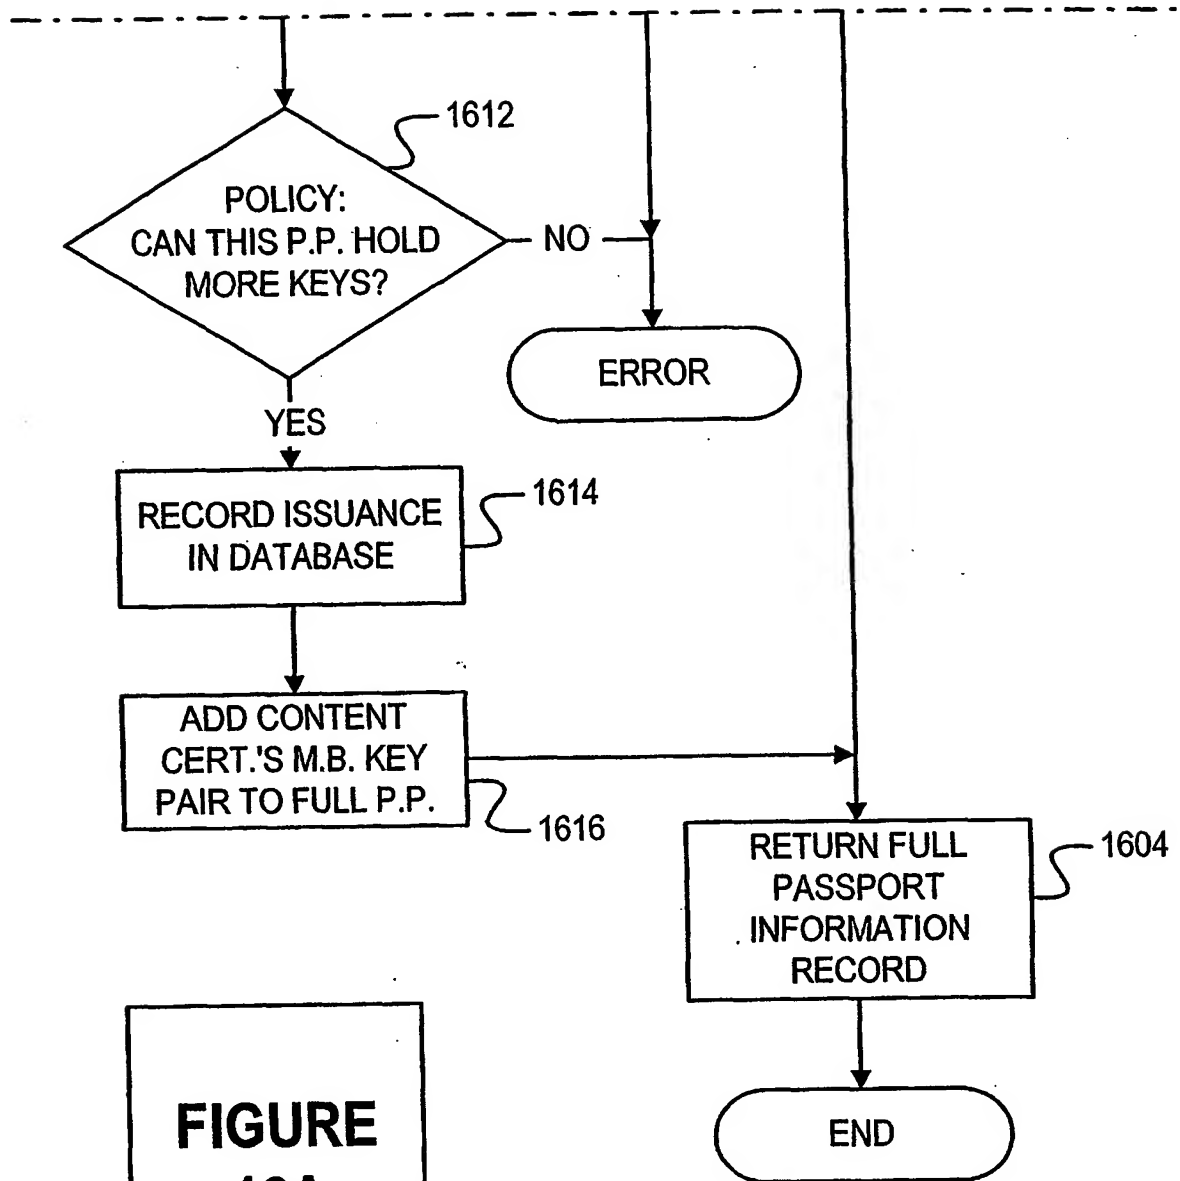 1612
POLICY:
CAN THIS P.P. HOLD
MORE KEYS?
NO
ERROR
YES
RECORD ISSUANCE
IN DATABASE
1614
ADD CONTENT
CERT.'S M.B. KEY
PAIR TO FULL P.P.
1616
RETURN FULL
PASSPORT
INFORMATION
RECORD
1604
END
FIGURE